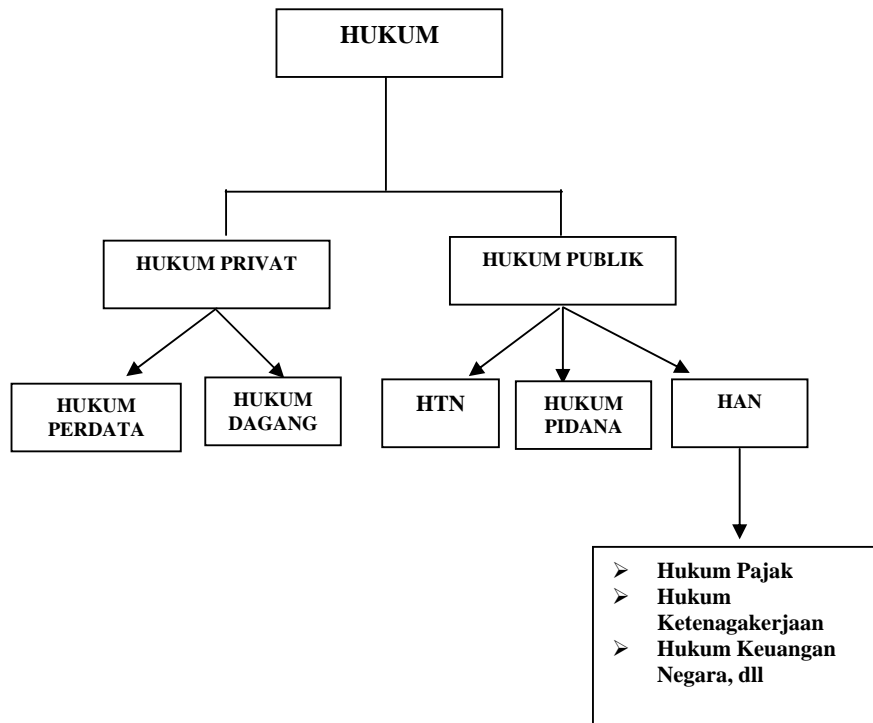 HUKUM
HUKUM PRIVAT
HUKUM PUBLIK
HUKUM
PERDATA
HUKUM
DAGANG
HTN
HUKUM
PIDANA
HAN
➢ Hukum Pajak
➢ Hukum
Ketenagakerjaan
➢ Hukum Keuangan
Negara, dll